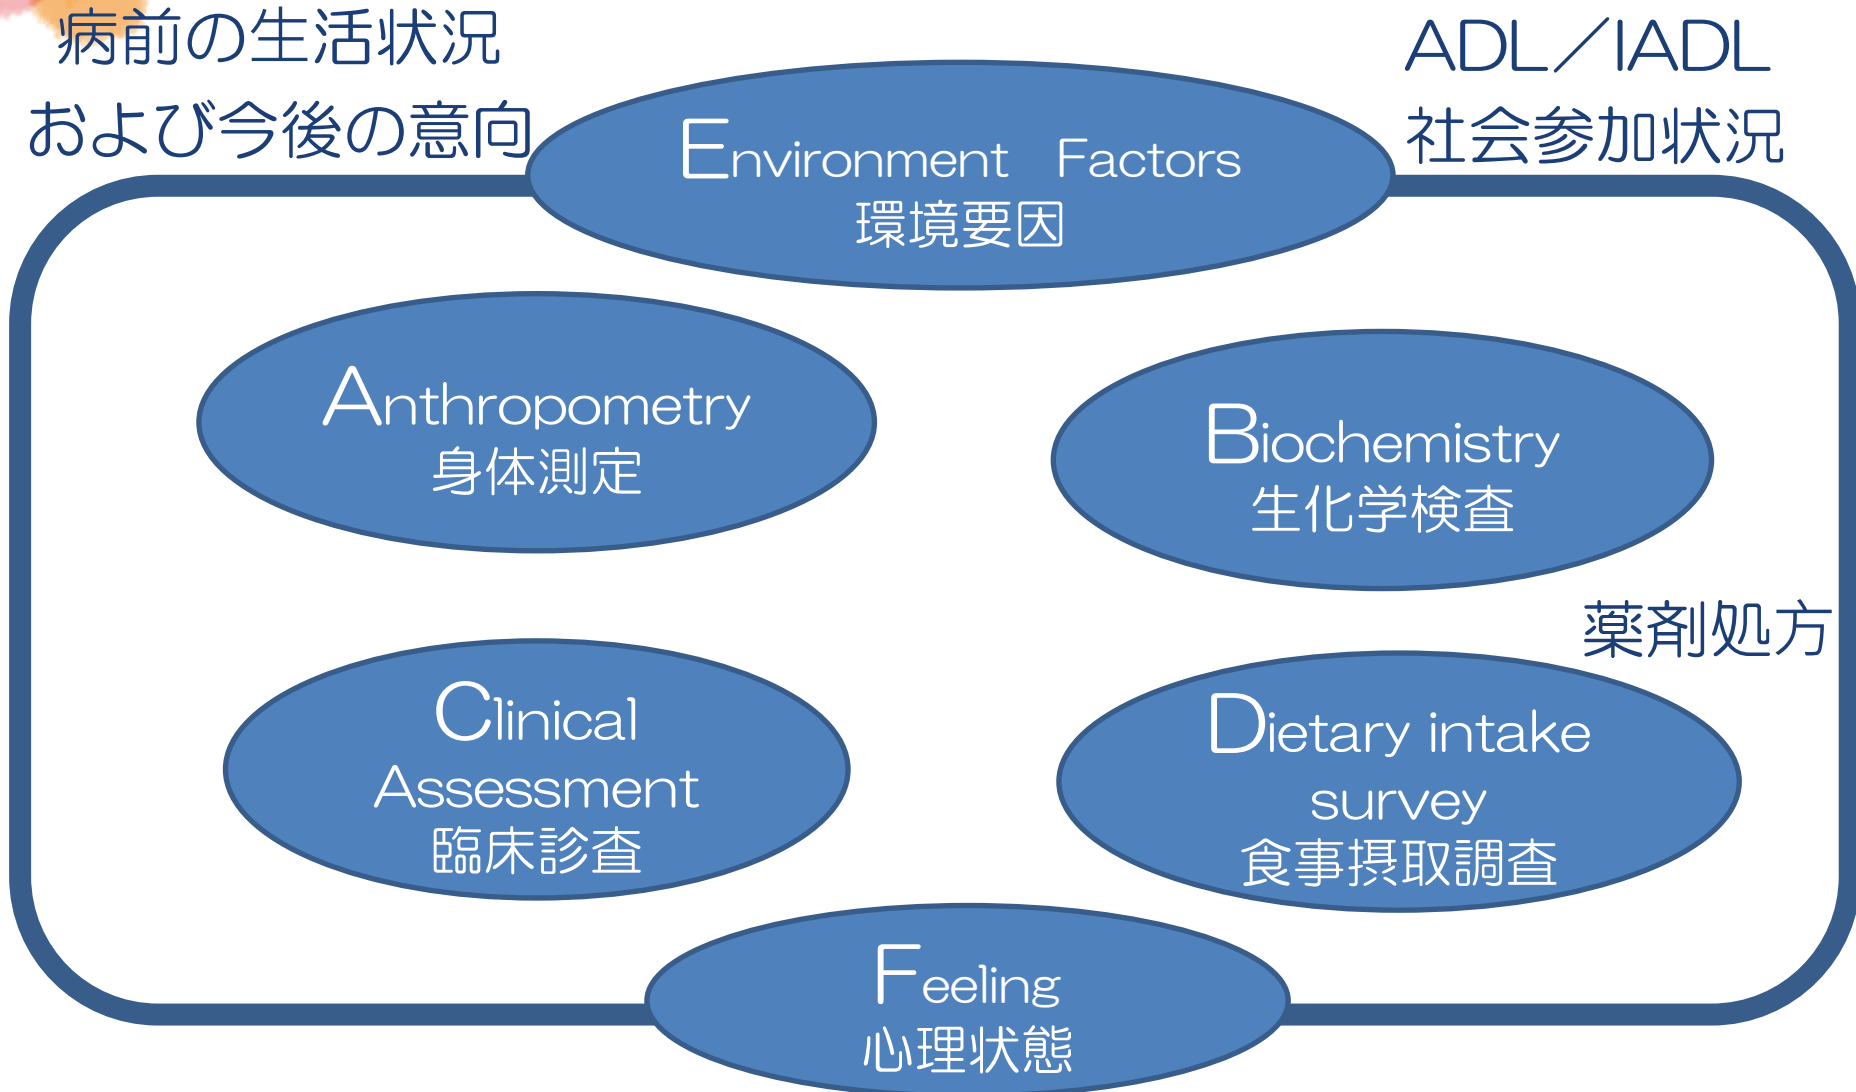 病前の生活状況
および今後の意向
ADL／IADL
社会参加状況
Environment Factors
環境要因
Anthropometry
身体測定
Biochemistry
生化学検査
薬剤処方
Clinical
Assessment
臨床診査
Dietary intake
survey
食事摂取調査
Feeling
心理状態